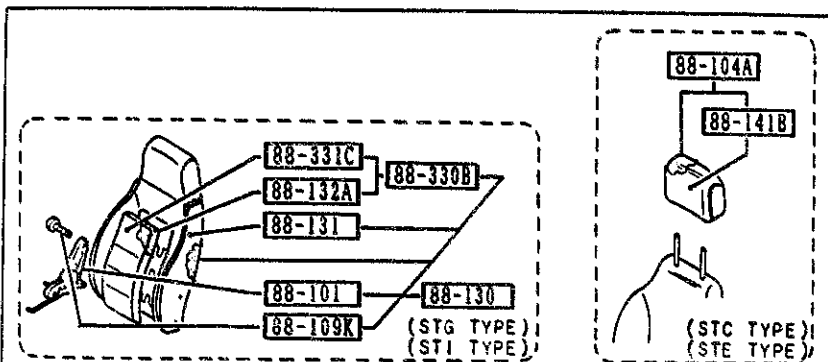 88-104A
88-141B
88-331C
88-330B
88-132A
88-131
88-101
88-130
88-109K
(STG TYPE)
(STI TYPE)
(STC TYPE)
(STE TYPE)